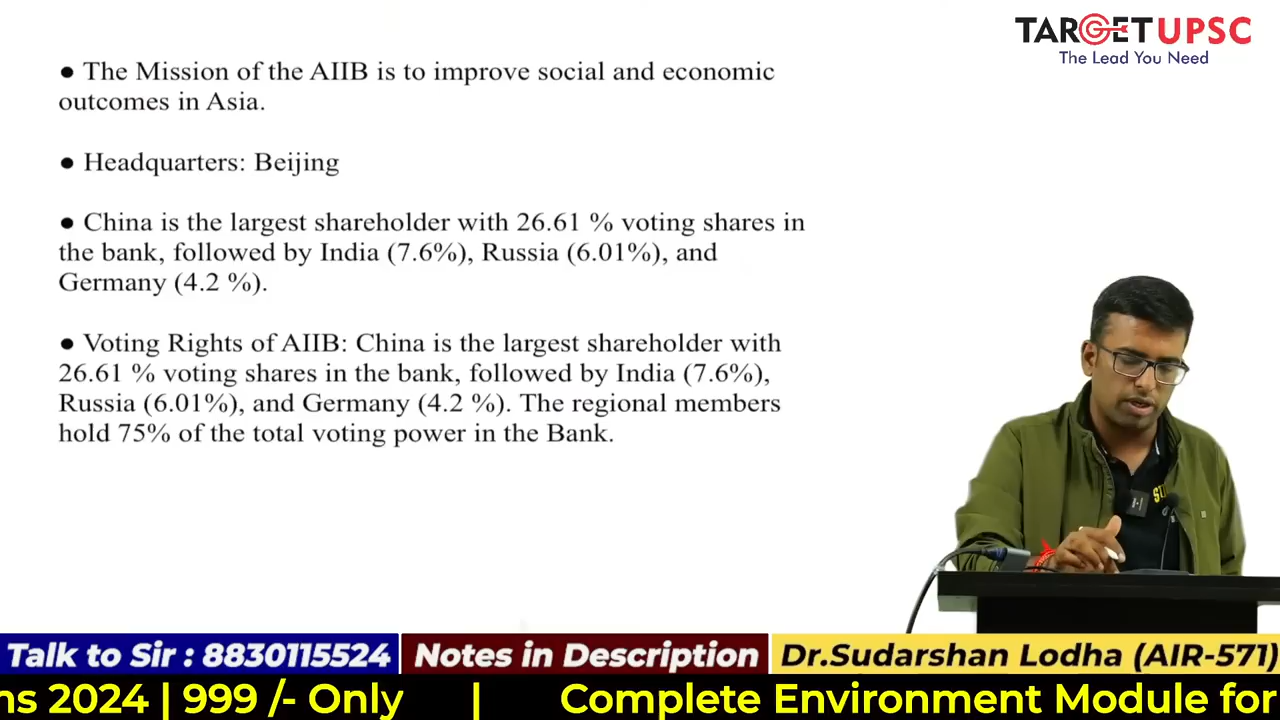 TARGET UPSC
The Lead You Need
● The Mission of the AIIB is to improve social and economic
outcomes in Asia.
● Headquarters: Beijing
● China is the largest shareholder with 26.61 % voting shares in
the bank, followed by India (7.6%), Russia (6.01%), and
Germany (4.2 %).
● Voting Rights of AIIB: China is the largest shareholder with
26.61 % voting shares in the bank, followed by India (7.6%),
Russia (6.01%), and Germany (4.2 %). The regional members
hold 75% of the total voting power in the Bank.
Talk to Sir : 8830115524 Notes in Description Dr.Sudarshan Lodha (AIR-571)
ns 2024 | 999 /- Only | Complete Environment Module for